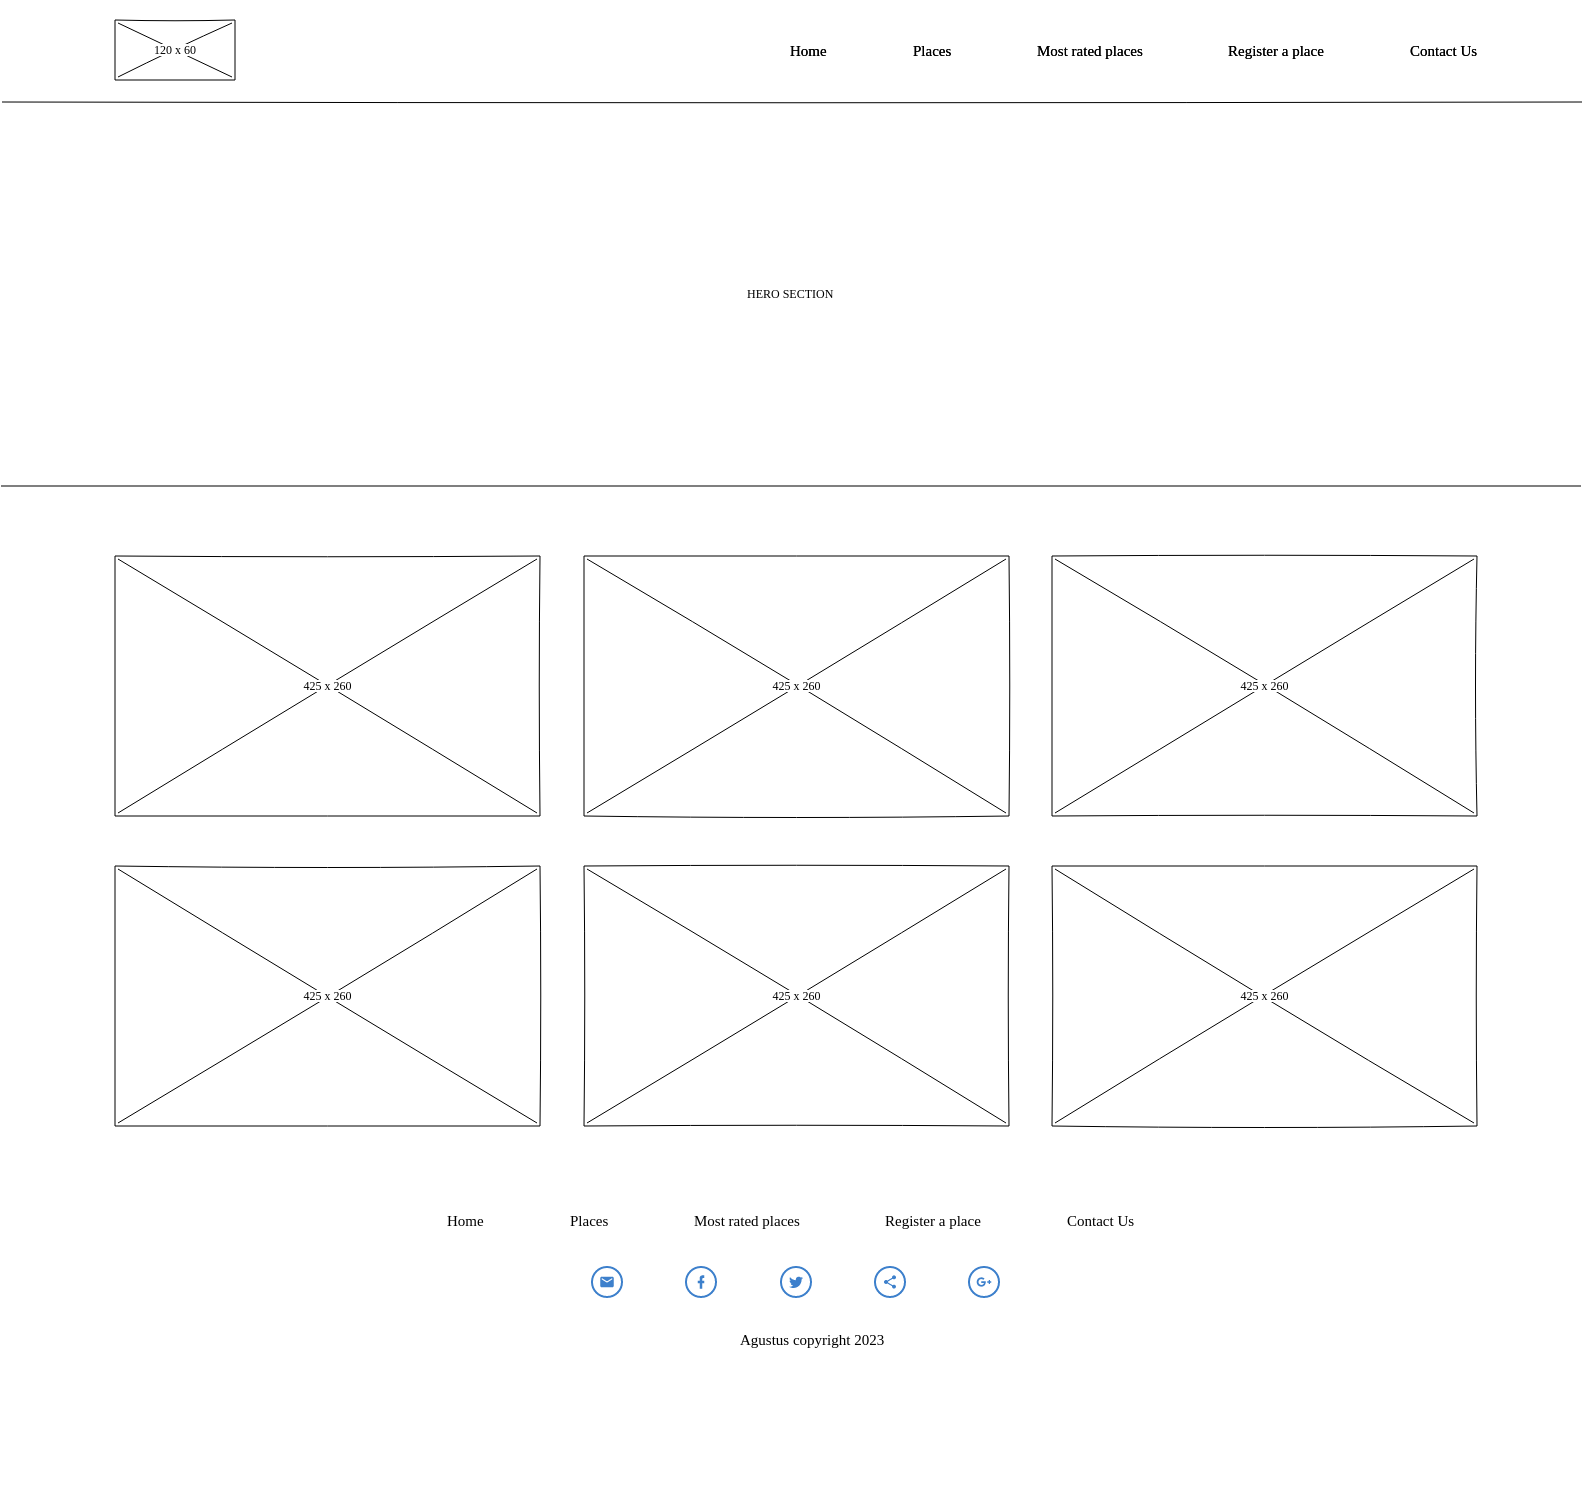 120 x 60
Home Places Most rated places Register a place Contact Us
HERO SECTION
425 x 260 425 x 260 425 x 260
425 x 260 425 x 260 425 x 260
Home Places Most rated places Register a place Contact Us
G+
Agustus copyright 2023